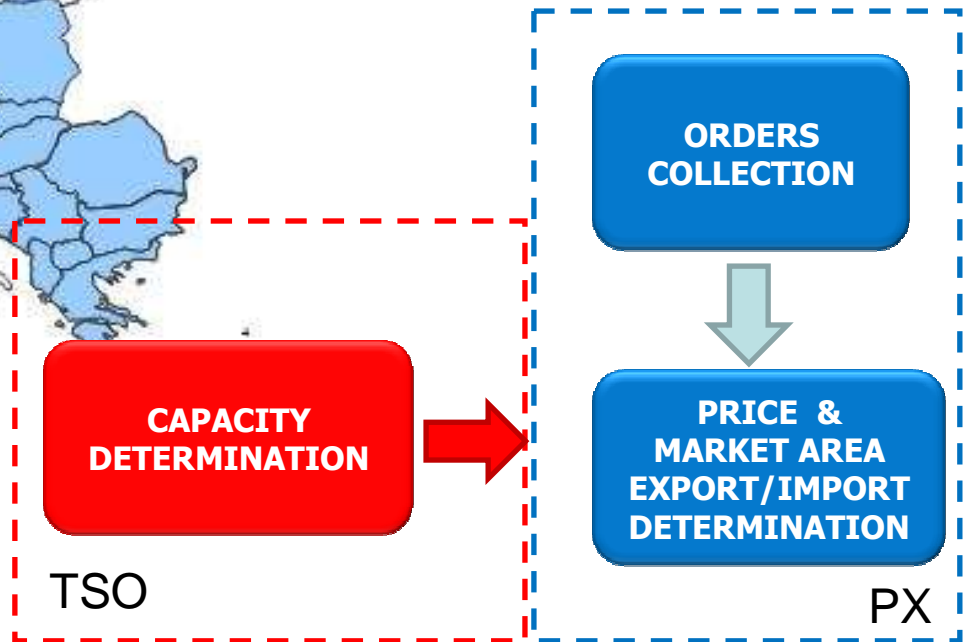 ORDERS
COLLECTION
CAPACITY
DETERMINATION
PRICE &
MARKET AREA
EXPORT/IMPORT
DETERMINATION
TSO
PX